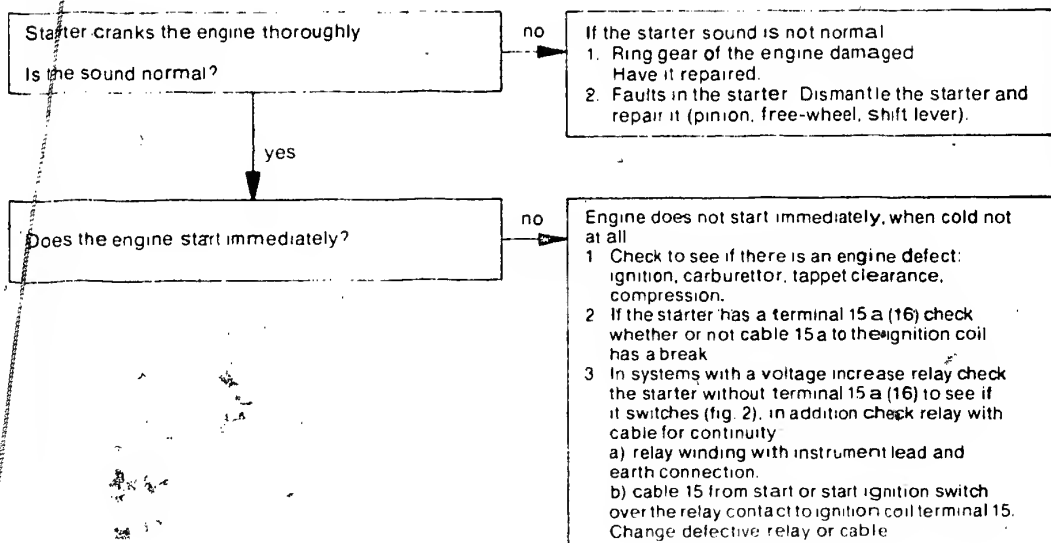 Starter cranks the engine thoroughly
Is the sound normal?
no
If the starter sound is not normal
1. Ring gear of the engine damaged
Have it repaired.
2. Faults in the starter Dismantle the starter and
repair it (pinion, free-wheel, shift lever).
yes
Does the engine start immediately?
no
Engine does not start immediately, when cold not
at all
1 Check to see if there is an engine defect:
ignition, carburettor, tappet clearance,
compression.
2 If the starter has a terminal 15 a (16) check
whether or not cable 15 a to the ignition coil
has a break
3 In systems with a voltage increase relay check
the starter without terminal 15 a (16) to see if
it switches (fig. 2), in addition check relay with
cable for continuity
a) relay winding with instrument lead and
earth connection.
b) cable 15 from start or start ignition switch
over the relay contact to ignition coil terminal 15.
Change defective relay or cable